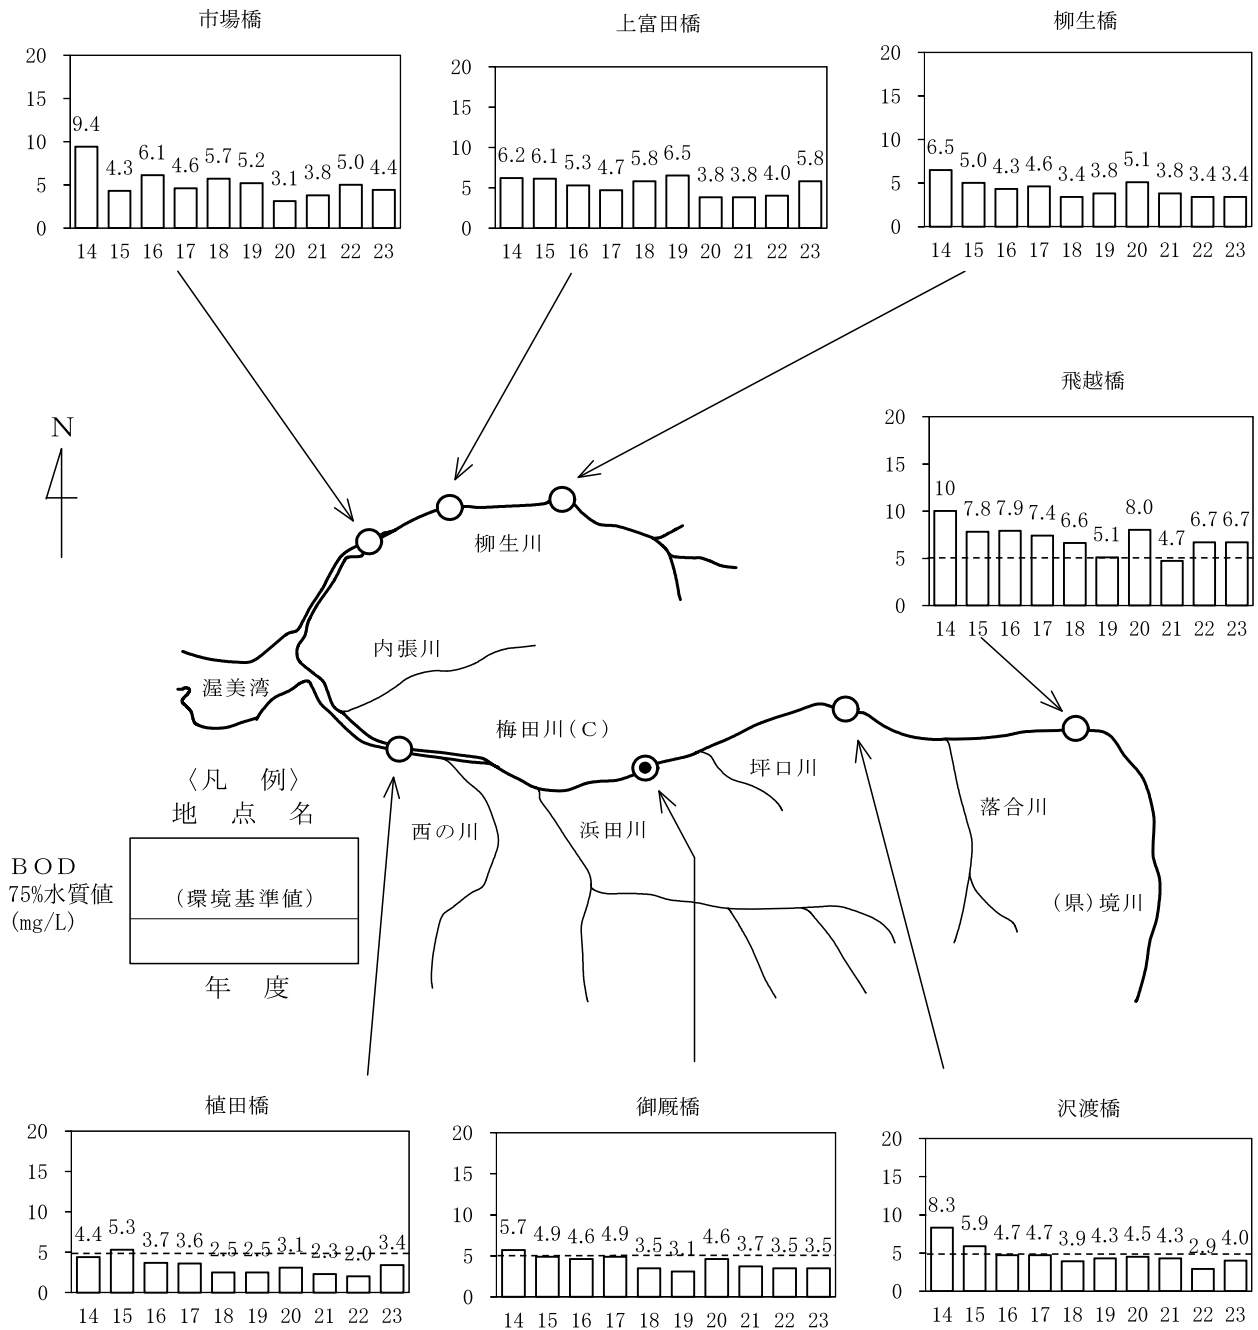 市場橋
20
15
10
5
0
9.4 4.3 6.1 4.6 5.7 5.2 3.1 3.8 5.0 4.4
14 15 16 17 18 19 20 21 22 23
上富田橋
20
15
10
5
0
6.2 6.1 5.3 4.7 5.8 6.5 3.8 3.8 4.0 5.8
14 15 16 17 18 19 20 21 22 23
柳生橋
20
15
10
5
0
6.5 5.0 4.3 4.6 3.4 3.8 5.1 3.8 3.4 3.4
14 15 16 17 18 19 20 21 22 23
飛越橋
20
15
10
5
0
10 7.8 7.9 7.4 6.6 5.1 8.0 4.7 6.7 6.7
14 15 16 17 18 19 20 21 22 23
N
柳生川
内張川
渥美湾
梅田川(C)
坪口川
西の川
浜田川
落合川
(県)境川
〈凡 例〉
地 点 名
BOD
75%水質値
(mg/L)
(環境基準値)
年 度
植田橋
20
15
10
5
0
4.4 5.3 3.7 3.6 2.5 2.5 3.1 2.3 2.0 3.4
14 15 16 17 18 19 20 21 22 23
御厩橋
20
15
10
5
0
5.7 4.9 4.6 4.9 3.5 3.1 4.6 3.7 3.5 3.5
14 15 16 17 18 19 20 21 22 23
沢渡橋
20
15
10
5
0
8.3 5.9 4.7 4.7 3.9 4.3 4.5 4.3 2.9 4.0
14 15 16 17 18 19 20 21 22 23